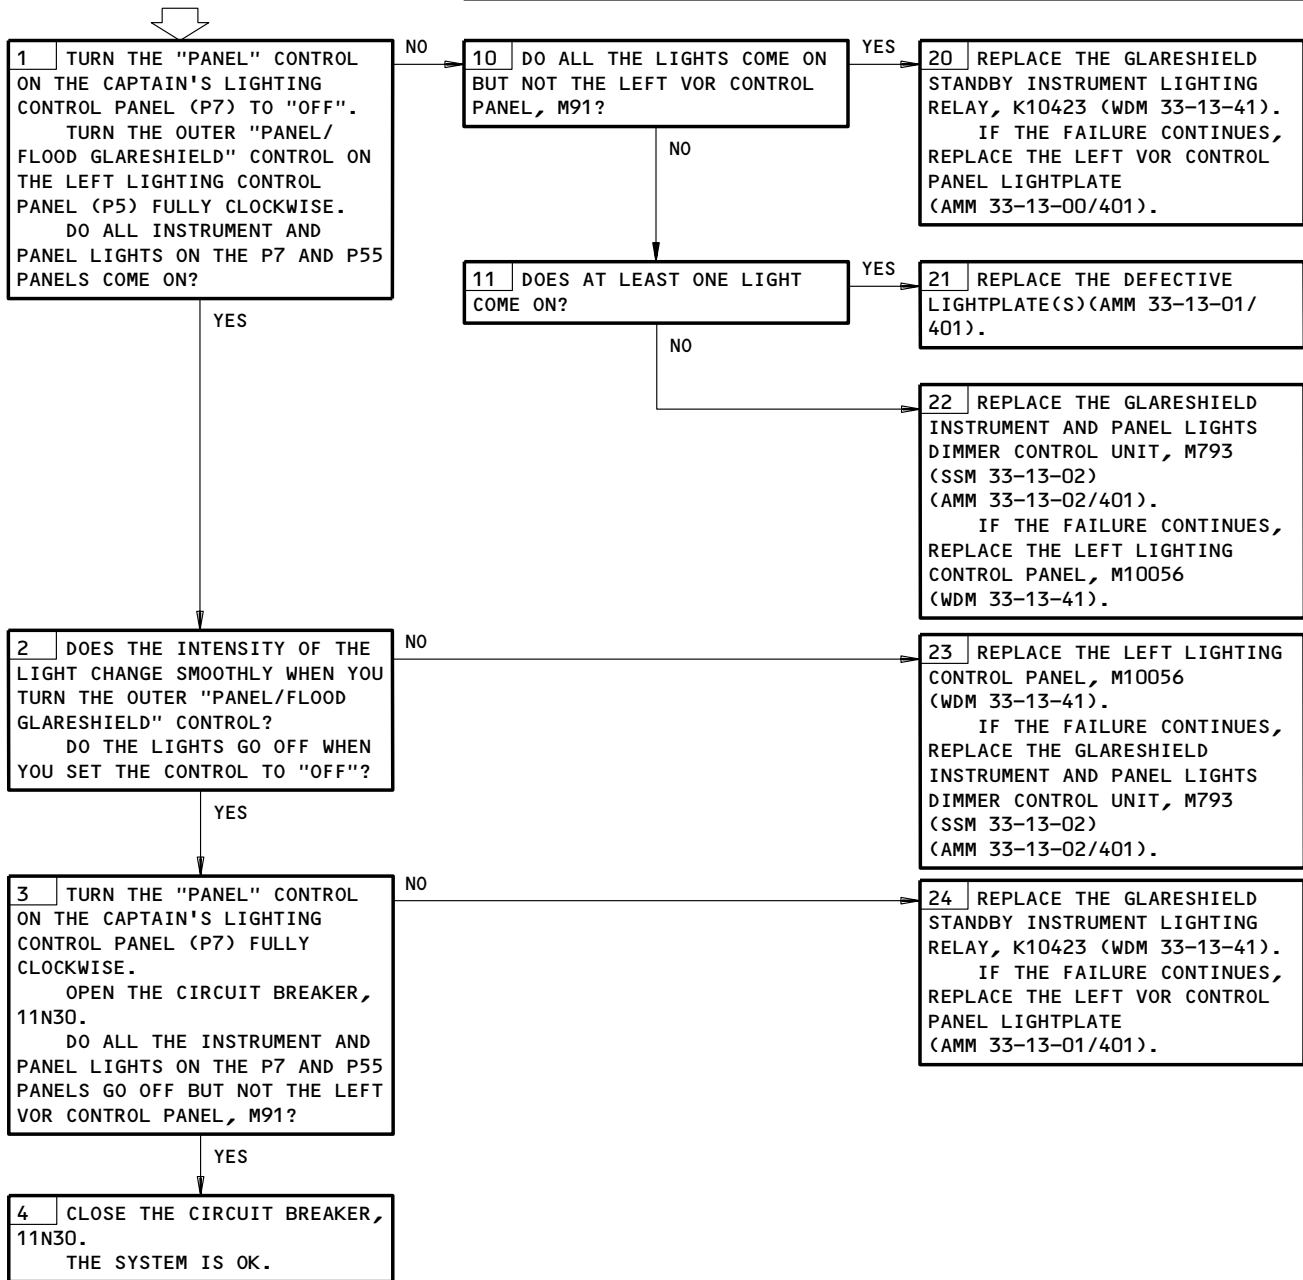 1 TURN THE "PANEL" CONTROL
ON THE CAPTAIN'S LIGHTING
CONTROL PANEL (P7) TO "OFF".
TURN THE OUTER "PANEL/
FLOOD GLARESHIELD" CONTROL ON
THE LEFT LIGHTING CONTROL
PANEL (P5) FULLY CLOCKWISE.
DO ALL INSTRUMENT AND
PANEL LIGHTS ON THE P7 AND P55
PANELS COME ON?
NO
10 DO ALL THE LIGHTS COME ON
BUT NOT THE LEFT VOR CONTROL
PANEL, M91?
YES
20 REPLACE THE GLARESHIELD
STANDBY INSTRUMENT LIGHTING
RELAY, K10423 (WDM 33-13-41).
IF THE FAILURE CONTINUES,
REPLACE THE LEFT VOR CONTROL
PANEL LIGHTPLATE
(AMM 33-13-00/401).
NO
11 DOES AT LEAST ONE LIGHT
COME ON?
YES
21 REPLACE THE DEFECTIVE
LIGHTPLATE(S)(AMM 33-13-01/
401).
NO
22 REPLACE THE GLARESHIELD
INSTRUMENT AND PANEL LIGHTS
DIMMER CONTROL UNIT, M793
(SSM 33-13-02)
(AMM 33-13-02/401).
IF THE FAILURE CONTINUES,
REPLACE THE LEFT LIGHTING
CONTROL PANEL, M10056
(WDM 33-13-41).
YES
2 DOES THE INTENSITY OF THE
LIGHT CHANGE SMOOTHLY WHEN YOU
TURN THE OUTER "PANEL/FLOOD
GLARESHIELD" CONTROL?
DO THE LIGHTS GO OFF WHEN
YOU SET THE CONTROL TO "OFF"?
NO
23 REPLACE THE LEFT LIGHTING
CONTROL PANEL, M10056
(WDM 33-13-41).
IF THE FAILURE CONTINUES,
REPLACE THE GLARESHIELD
INSTRUMENT AND PANEL LIGHTS
DIMMER CONTROL UNIT, M793
(SSM 33-13-02)
(AMM 33-13-02/401).
YES
3 TURN THE "PANEL" CONTROL
ON THE CAPTAIN'S LIGHTING
CONTROL PANEL (P7) FULLY
CLOCKWISE.
OPEN THE CIRCUIT BREAKER,
11N30.
DO ALL THE INSTRUMENT AND
PANEL LIGHTS ON THE P7 AND P55
PANELS GO OFF BUT NOT THE LEFT
VOR CONTROL PANEL, M91?
NO
24 REPLACE THE GLARESHIELD
STANDBY INSTRUMENT LIGHTING
RELAY, K10423 (WDM 33-13-41).
IF THE FAILURE CONTINUES,
REPLACE THE LEFT VOR CONTROL
PANEL LIGHTPLATE
(AMM 33-13-01/401).
YES
4 CLOSE THE CIRCUIT BREAKER,
11N30.
THE SYSTEM IS OK.